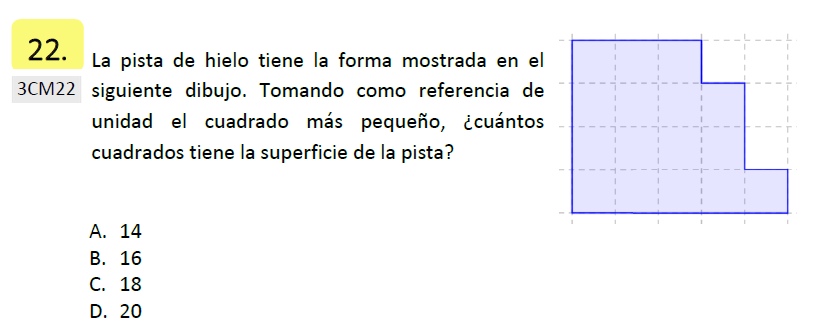 22.
3CM22
La pista de hielo tiene la forma mostrada en el
siguiente dibujo. Tomando como referencia de
unidad el cuadrado más pequeño, ¿cuántos
cuadrados tiene la superficie de la pista?
A. 14
B. 16
C. 18
D. 20